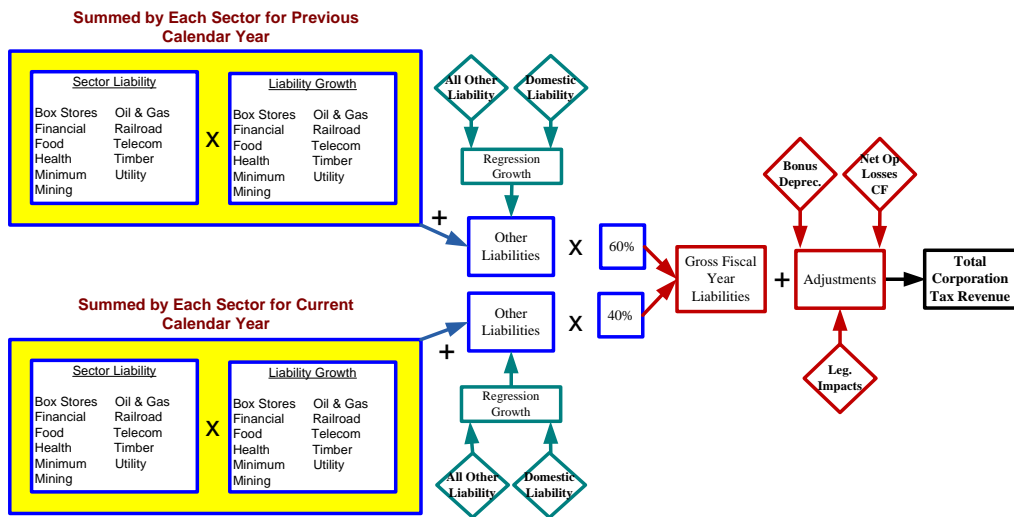 Summed by Each Sector for Previous
Calendar Year
Sector Liability
Box Stores
Financial
Food
Health
Minimum
Mining
Oil & Gas
Railroad
Telecom
Timber
Utility
X
Liability Growth
Box Stores
Financial
Food
Health
Minimum
Mining
Oil & Gas
Railroad
Telecom
Timber
Utility
+
All Other
Liability
Domestic
Liability
Regression
Growth
Other
Liabilities
X
60%
Summed by Each Sector for Current
Calendar Year
Sector Liability
Box Stores
Financial
Food
Health
Minimum
Mining
Oil & Gas
Railroad
Telecom
Timber
Utility
X
Liability Growth
Box Stores
Financial
Food
Health
Minimum
Mining
Oil & Gas
Railroad
Telecom
Timber
Utility
+
Other
Liabilities
X
40%
Regression
Growth
All Other
Liability
Domestic
Liability
Gross Fiscal
Year
Liabilities
+
Bonus
Deprec.
Net Op
Losses
CF
Adjustments
Leg.
Impacts
Total
Corporation
Tax Revenue